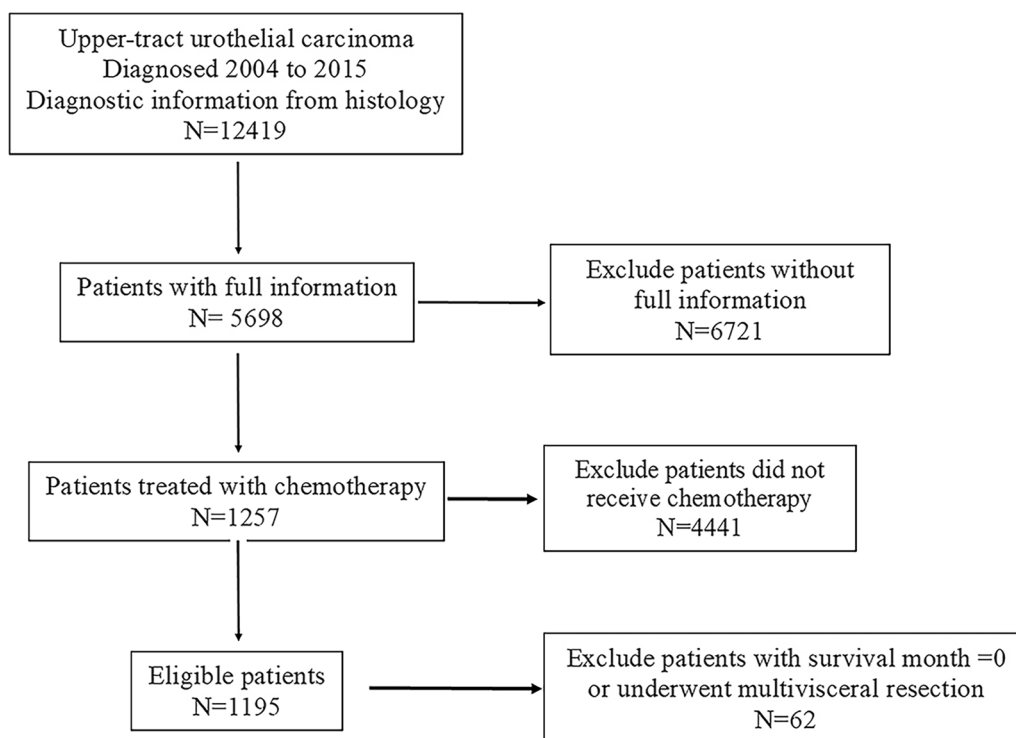 Upper-tract urothelial carcinoma
Diagnosed 2004 to 2015
Diagnostic information from histology
N=12419
Patients with full information
N= 5698
Exclude patients without
full information
N=6721
Patients treated with chemotherapy
N=1257
Exclude patients did not
receive chemotherapy
N=4441
Eligible patients
N=1195
Exclude patients with survival month =0
or underwent multivisceral resection
N=62